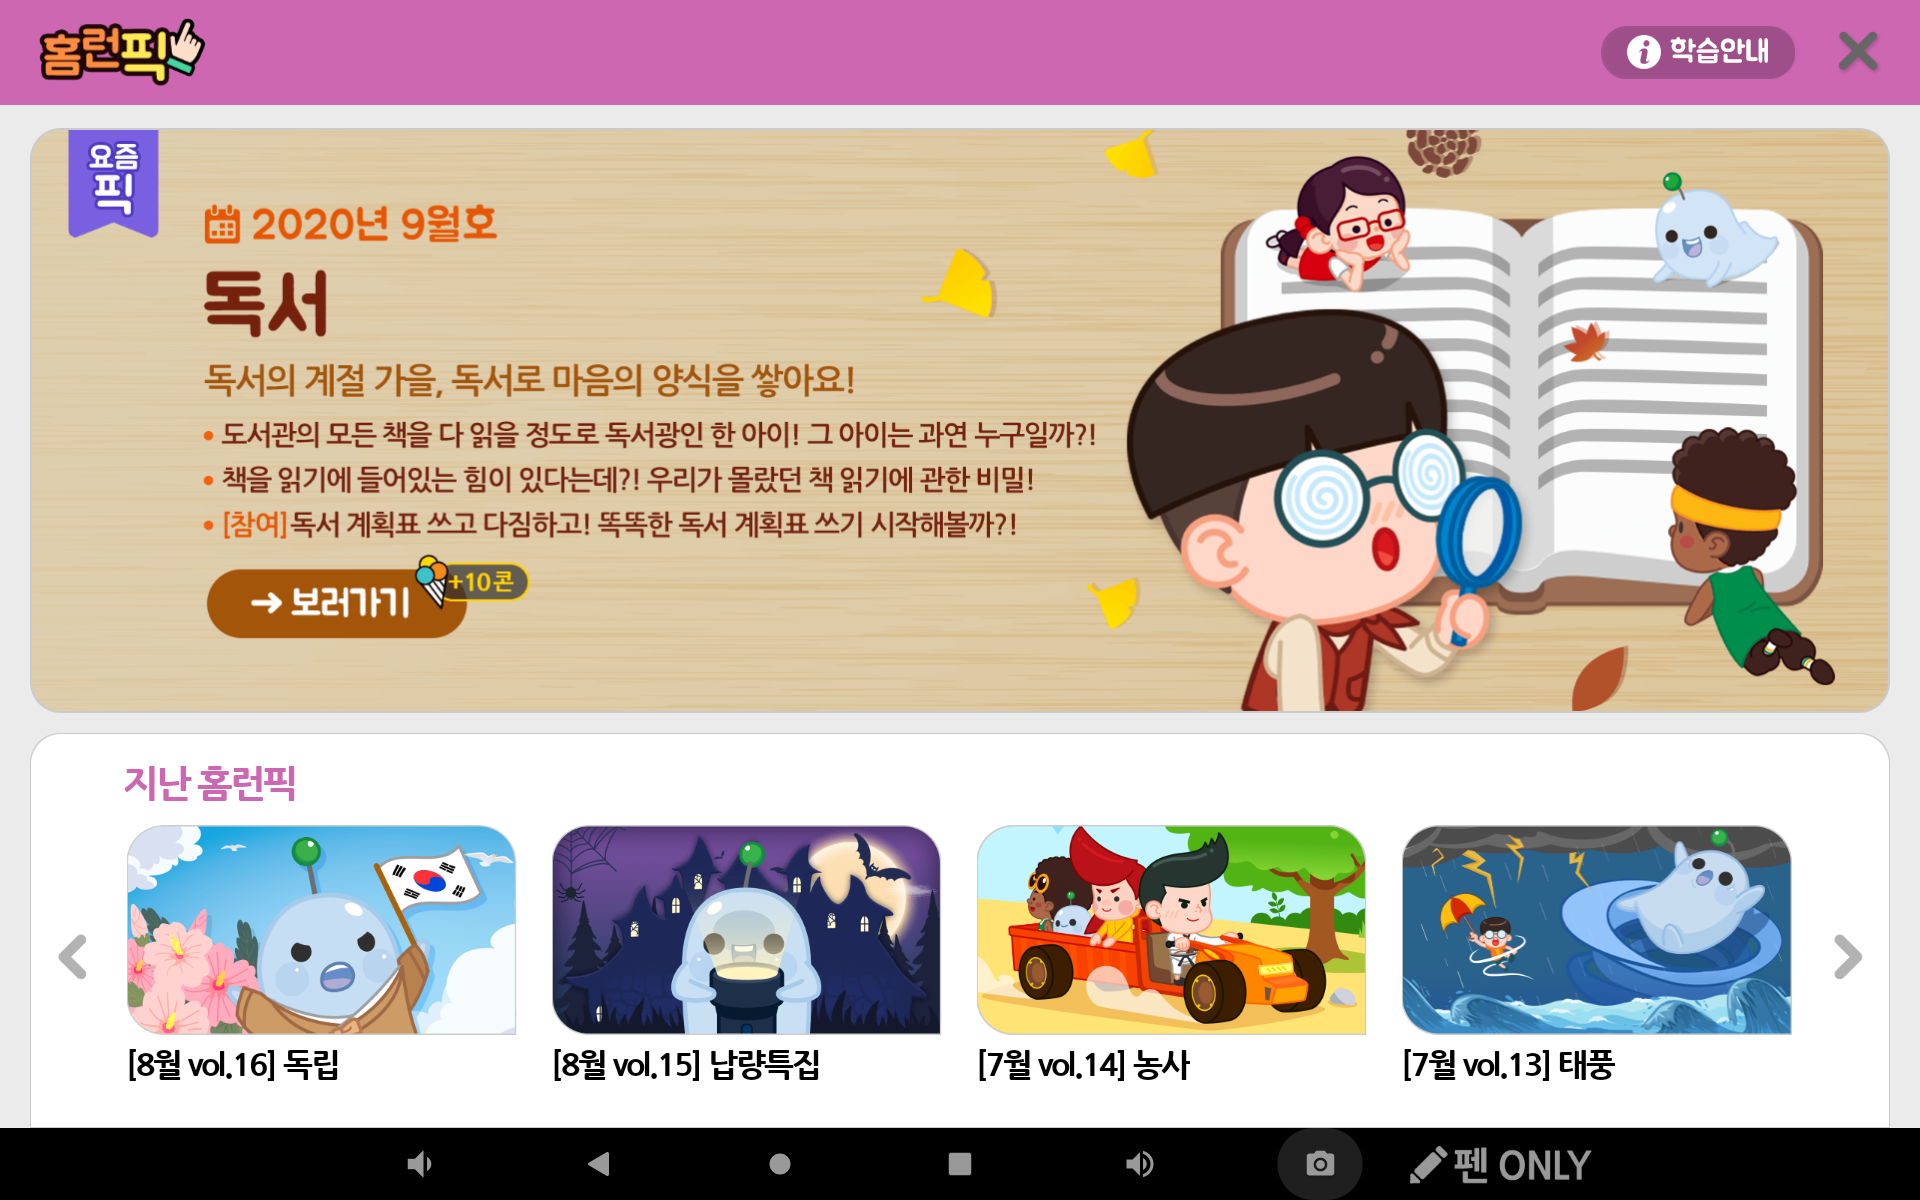 홈런픽
학습안내
요즘
픽
2020년 9월호
독서
독서의 계절 가을, 독서로 마음의 양식을 쌓아요!
• 도서관의 모든 책을 다 읽을 정도로 독서광인 한 아이! 그 아이는 과연 누구일까?!
• 책을 읽기에 들어있는 힘이 있다는데?! 우리가 몰랐던 책 읽기에 관한 비밀!
• [참여] 독서 계획표 쓰고 다짐하고! 똑똑한 독서 계획표 쓰기 시작해볼까?!
→ 보러가기 +10콘
지난 홈런픽
[8월 vol.16] 독립
[8월 vol.15] 납량특집
[7월 vol.14] 농사
[7월 vol.13] 태풍
펜 ONLY